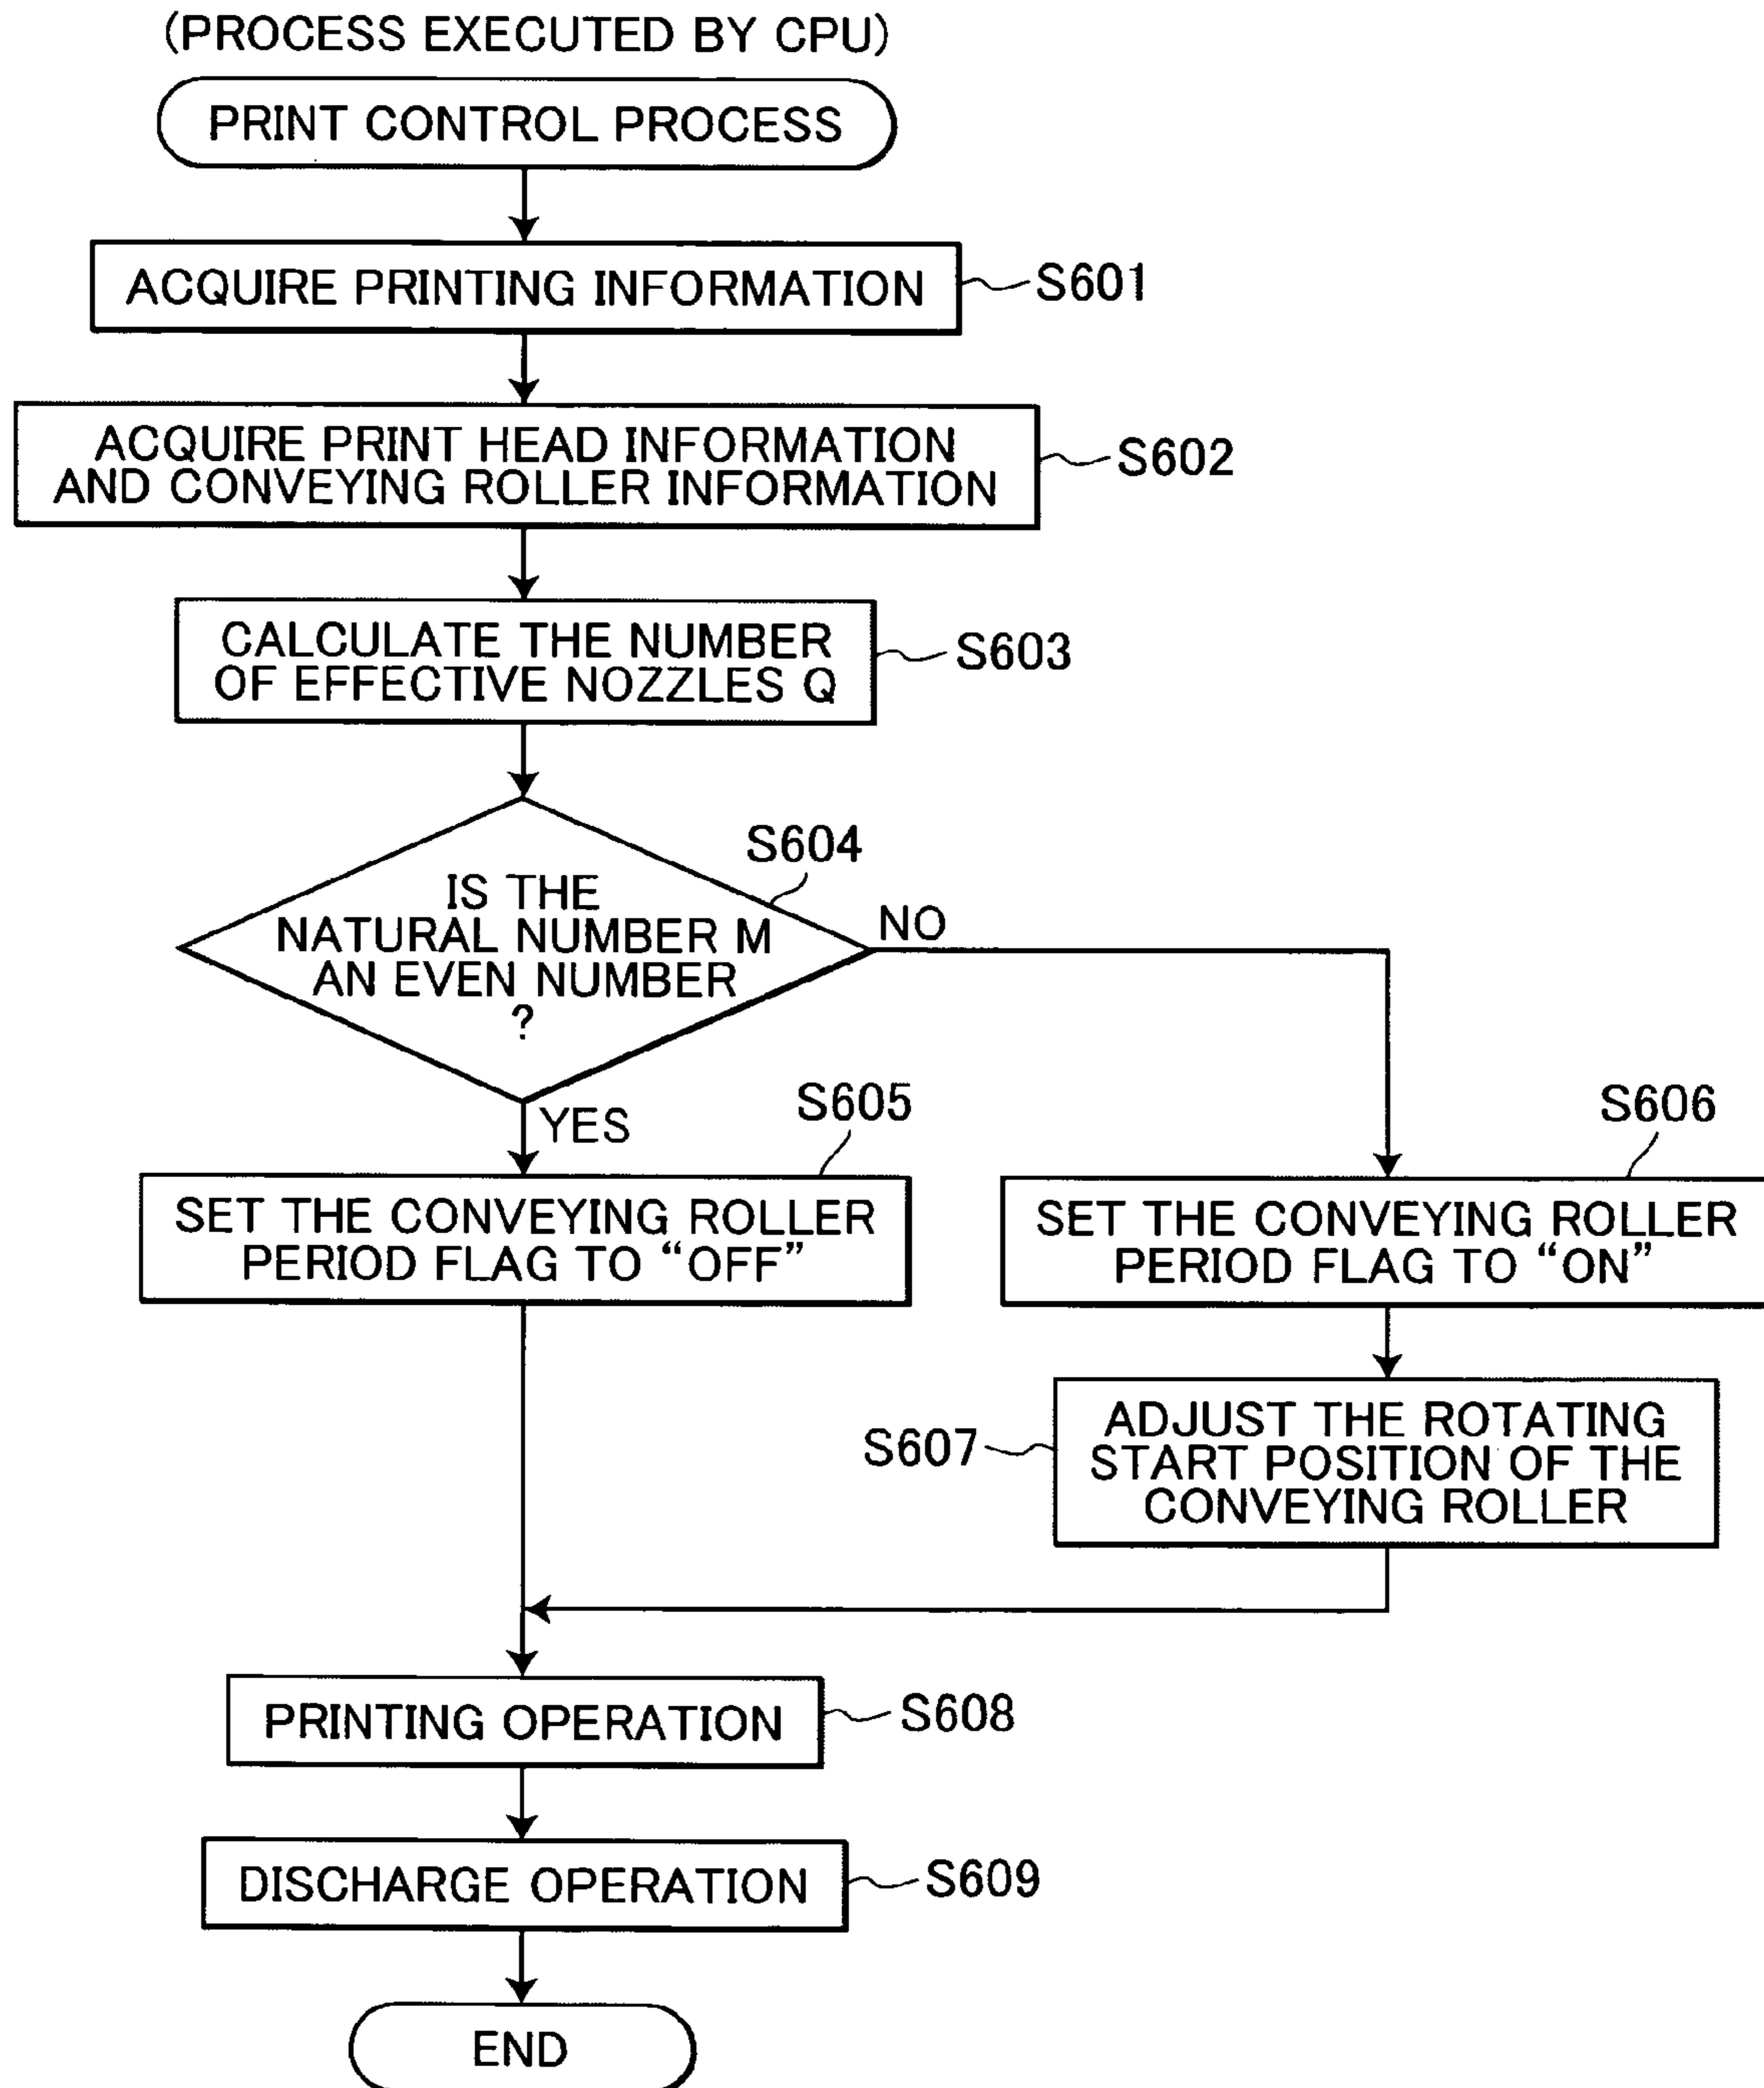 (PROCESS EXECUTED BY CPU)
PRINT CONTROL PROCESS
ACQUIRE PRINTING INFORMATION
S601
ACQUIRE PRINT HEAD INFORMATION
AND CONVEYING ROLLER INFORMATION
S602
CALCULATE THE NUMBER
OF EFFECTIVE NOZZLES Q
S603
S604
IS THE
NATURAL NUMBER M
AN EVEN NUMBER
?
NO
YES
S605
SET THE CONVEYING ROLLER
PERIOD FLAG TO “OFF”
S606
SET THE CONVEYING ROLLER
PERIOD FLAG TO “ON”
S607
ADJUST THE ROTATING
START POSITION OF THE
CONVEYING ROLLER
PRINTING OPERATION
S608
DISCHARGE OPERATION
S609
END